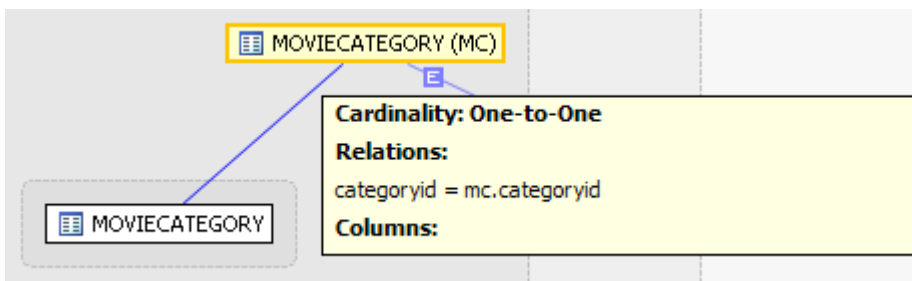 MOVIECATEGORY (MC)
E
Cardinality: One-to-One
Relations:
categoryid = mc.categoryid
MOVIECATEGORY
Columns: